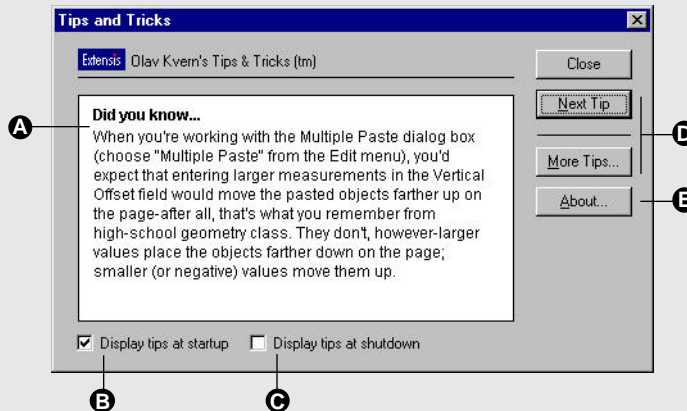 Tips and Tricks
Extensis Olav Kvern's Tips & Tricks (tm)
Close
Did you know...
When you're working with the Multiple Paste dialog box
(choose "Multiple Paste" from the Edit menu), you'd
expect that entering larger measurements in the Vertical
Offset field would move the pasted objects farther up on
the page-after all, that's what you remember from
high-school geometry class. They don't, however-larger
values place the objects farther down on the page;
smaller (or negative) values move them up.
Next Tip
More Tips...
About...
Display tips at startup
Display tips at shutdown
A
D
E
B
C